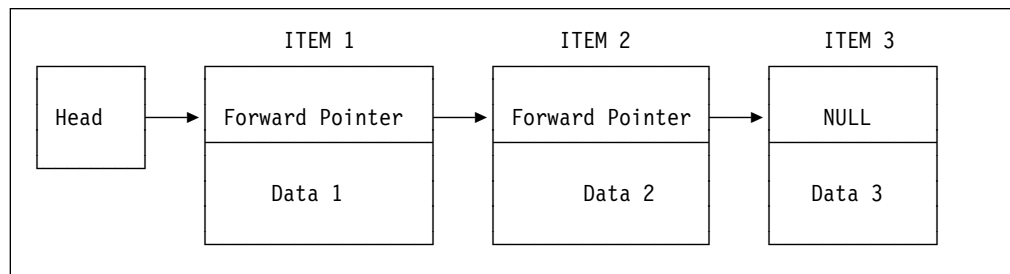 ITEM 1 ITEM 2 ITEM 3
Head Forward Pointer Forward Pointer NULL
Data 1 Data 2 Data 3